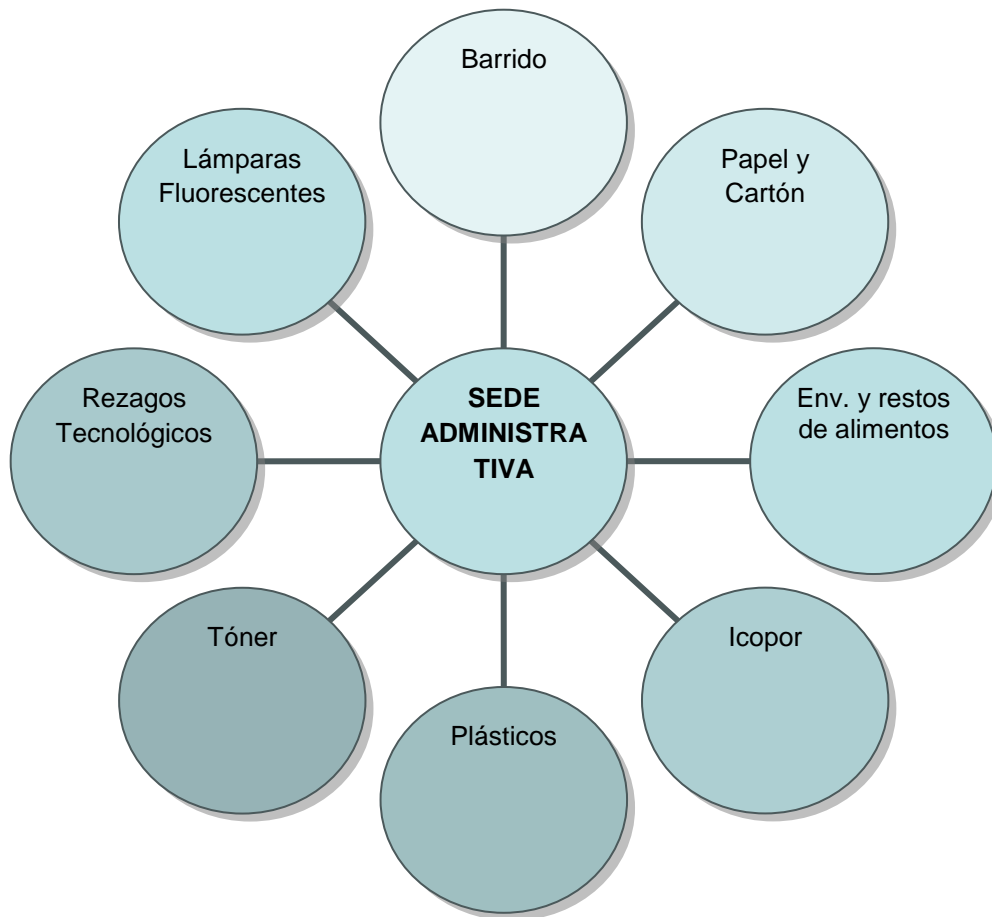 Barrido
Lámparas
Fluorescentes
Papel y
Cartón
Rezagos
Tecnológicos
SEDE
ADMINISTRA
TIVA
Env. y restos
de alimentos
Tóner
Icopor
Plásticos